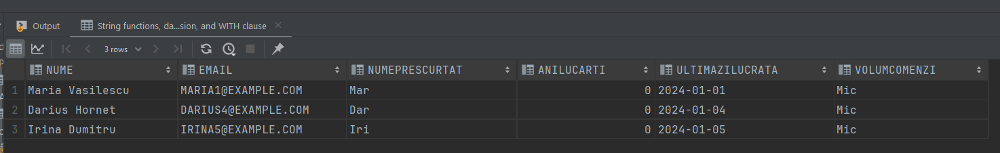 Output String functions, da...sion, and WITH clause
3 rows
NUME EMAIL NUMEPRESCURTAT ANILUCARTI ULTIMAZILUCRATA VOLUMCOMENZI
1 Maria Vasilescu MARIA1@EXAMPLE.COM Mar 0 2024-01-01 Mic
2 Darius Hornet DARIUS4@EXAMPLE.COM Dar 0 2024-01-04 Mic
3 Irina Dumitru IRINA5@EXAMPLE.COM Iri 0 2024-01-05 Mic